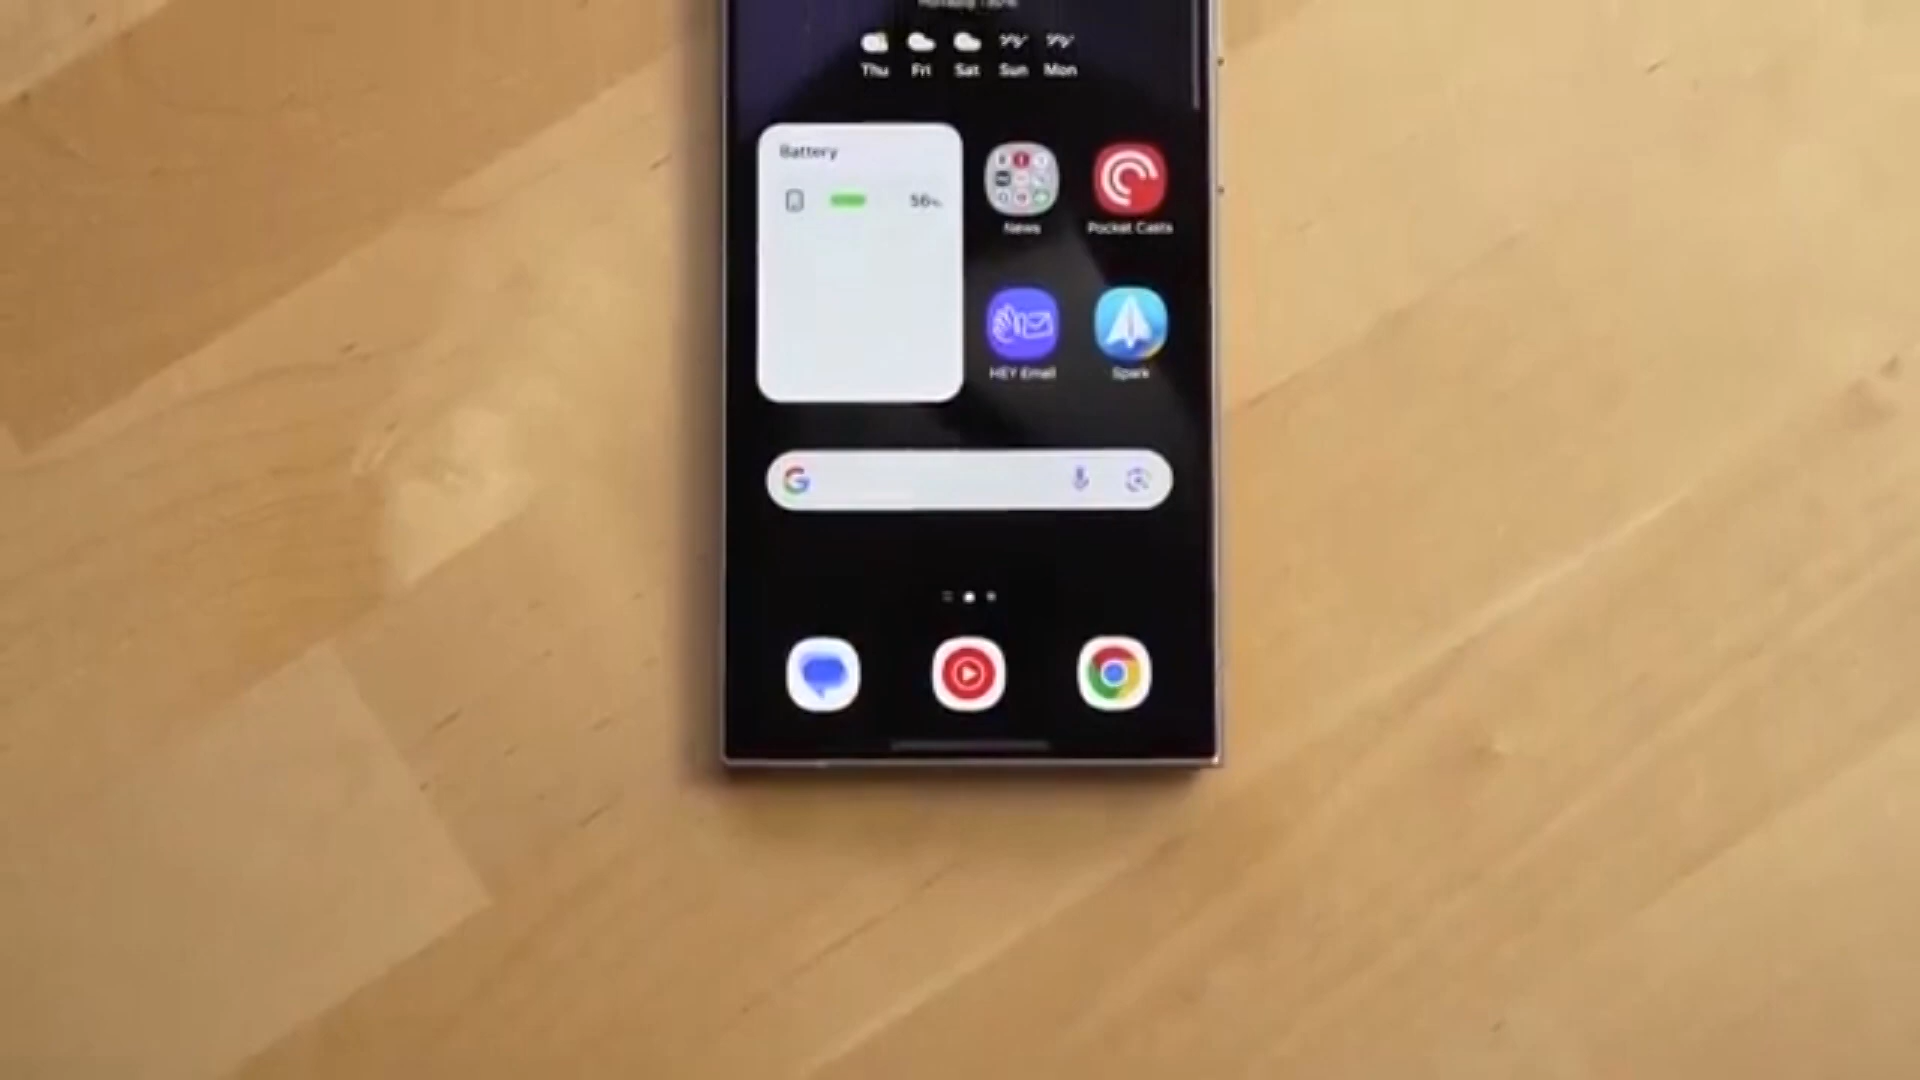 Thu Fri Sat Sun Mon
Battery
56%
News
Pocket Casts
HEY Email
Spark